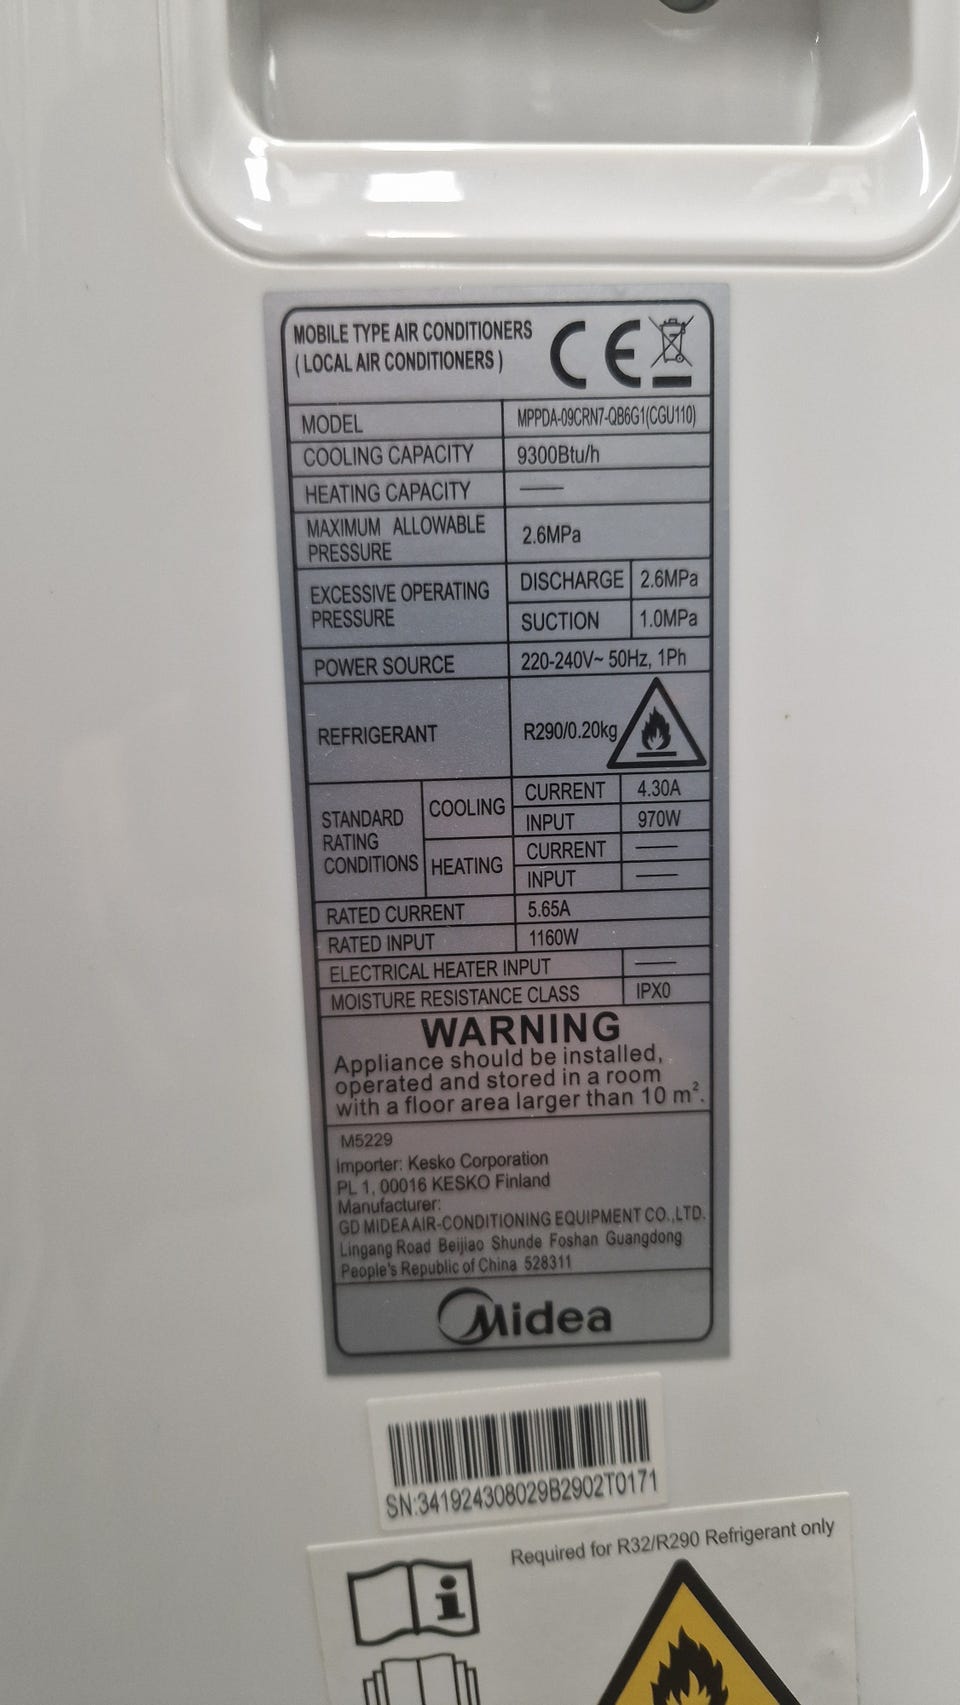 MOBILE TYPE AIR CONDITIONERS
( LOCAL AIR CONDITIONERS )
CE
MODEL MPPDA-09CRN7-QB6G1(CGU110)
COOLING CAPACITY 9300Btu/h
HEATING CAPACITY —
MAXIMUM ALLOWABLE
PRESSURE 2.6MPa
EXCESSIVE OPERATING
PRESSURE
DISCHARGE 2.6MPa
SUCTION 1.0MPa
POWER SOURCE 220-240V~ 50Hz, 1Ph
REFRIGERANT R290/0.20kg
STANDARD
RATING
CONDITIONS
COOLING
CURRENT 4.30A
INPUT 970W
HEATING
CURRENT —
INPUT —
RATED CURRENT 5.65A
RATED INPUT 1160W
ELECTRICAL HEATER INPUT —
MOISTURE RESISTANCE CLASS IPX0
WARNING
Appliance should be installed,
operated and stored in a room
with a floor area larger than 10 m².
M5229
Importer: Kesko Corporation
PL 1, 00016 KESKO Finland
Manufacturer:
GD MIDEA AIR-CONDITIONING EQUIPMENT CO.,LTD.
Lingang Road Beijiao Shunde Foshan Guangdong
People's Republic of China 528311
Midea
SN:341924308029B2902T0171
Required for R32/R290 Refrigerant only